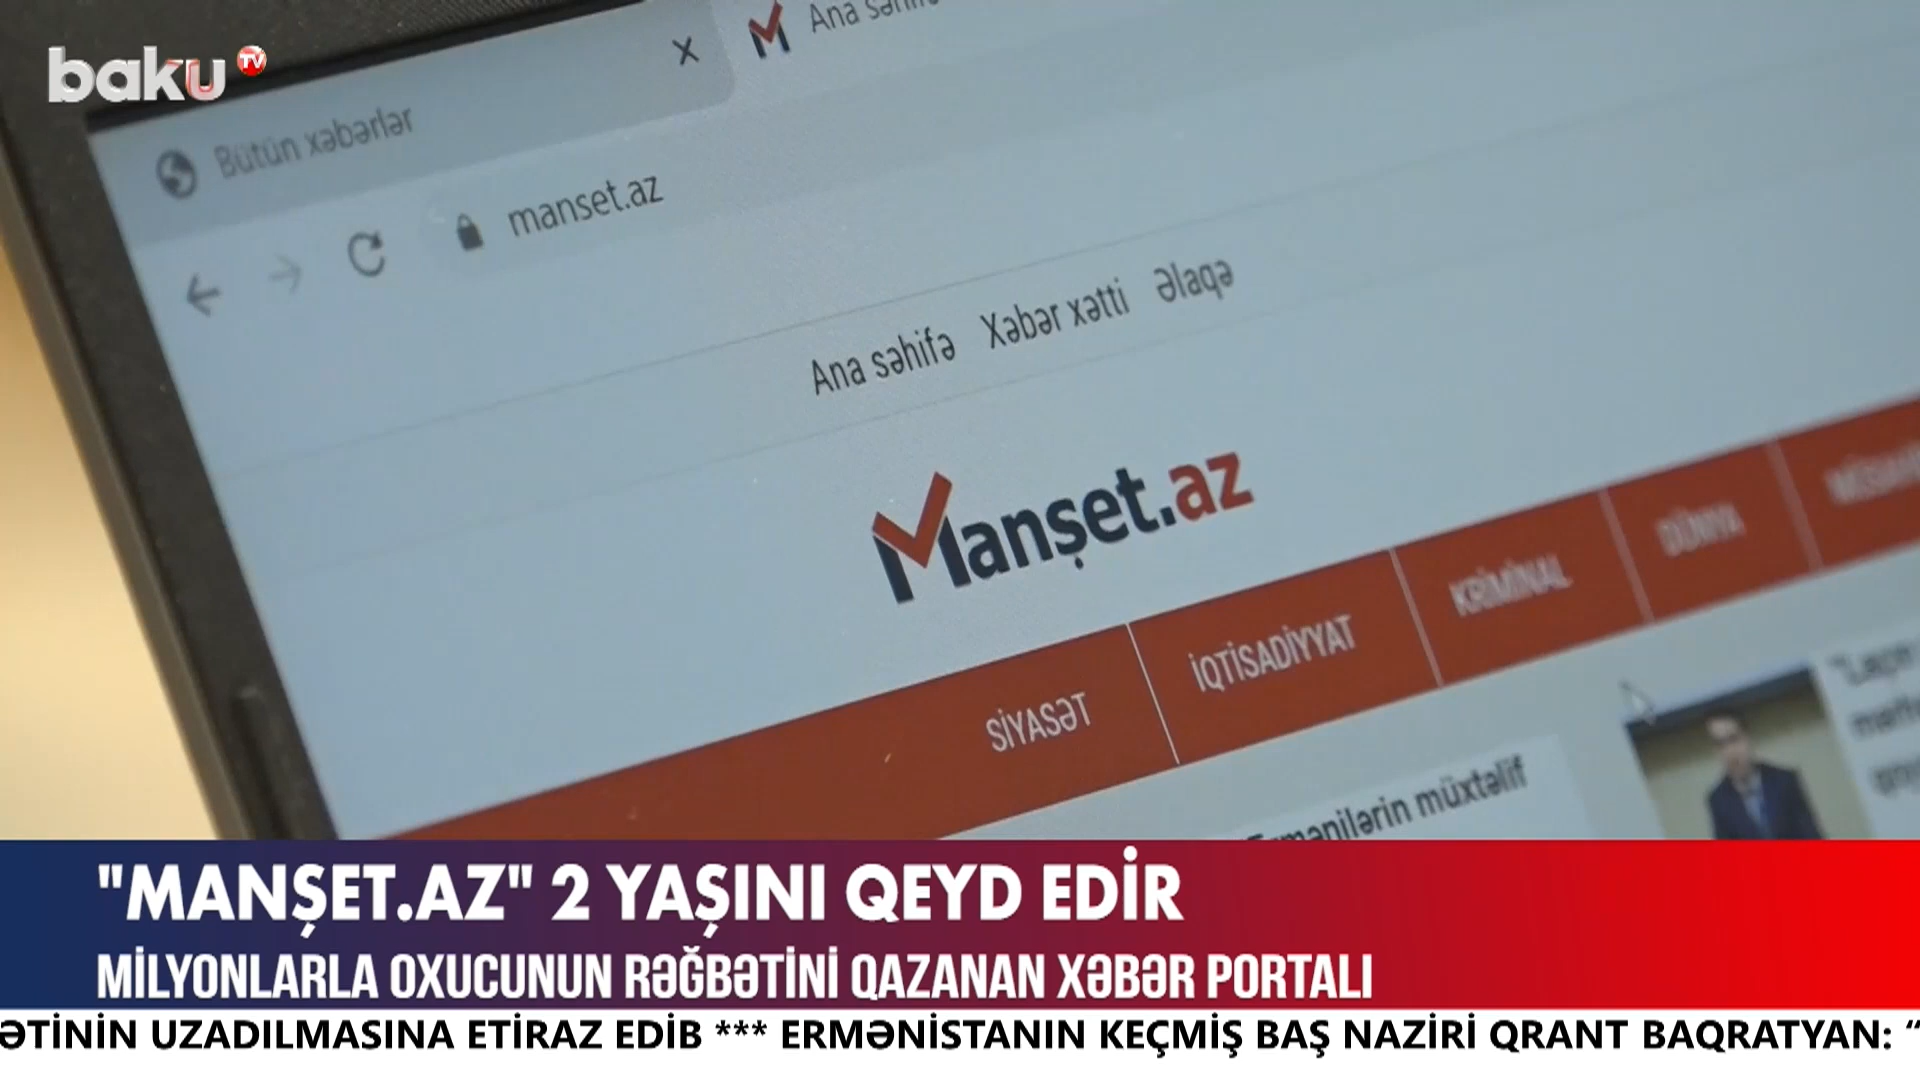 baku TV
Ana səhifə
Bütün xəbərlər
manset.az
Ana səhifə Xəbər xətti Əlaqə
Manşet.az
SİYASƏT İQTİSADİYYAT KRİMİNAL DÜNYA
müxtəlif
"MANŞET.AZ" 2 YAŞINI QEYD EDİR
MİLYONLARLA OXUCUNUN RƏĞBƏTİNİ QAZANAN XƏBƏR PORTALI
ƏTİNİN UZADILMASINA ETİRAZ EDİB *** ERMƏNİSTANIN KEÇMİŞ BAŞ NAZİRİ QRANT BAQRATYAN: “